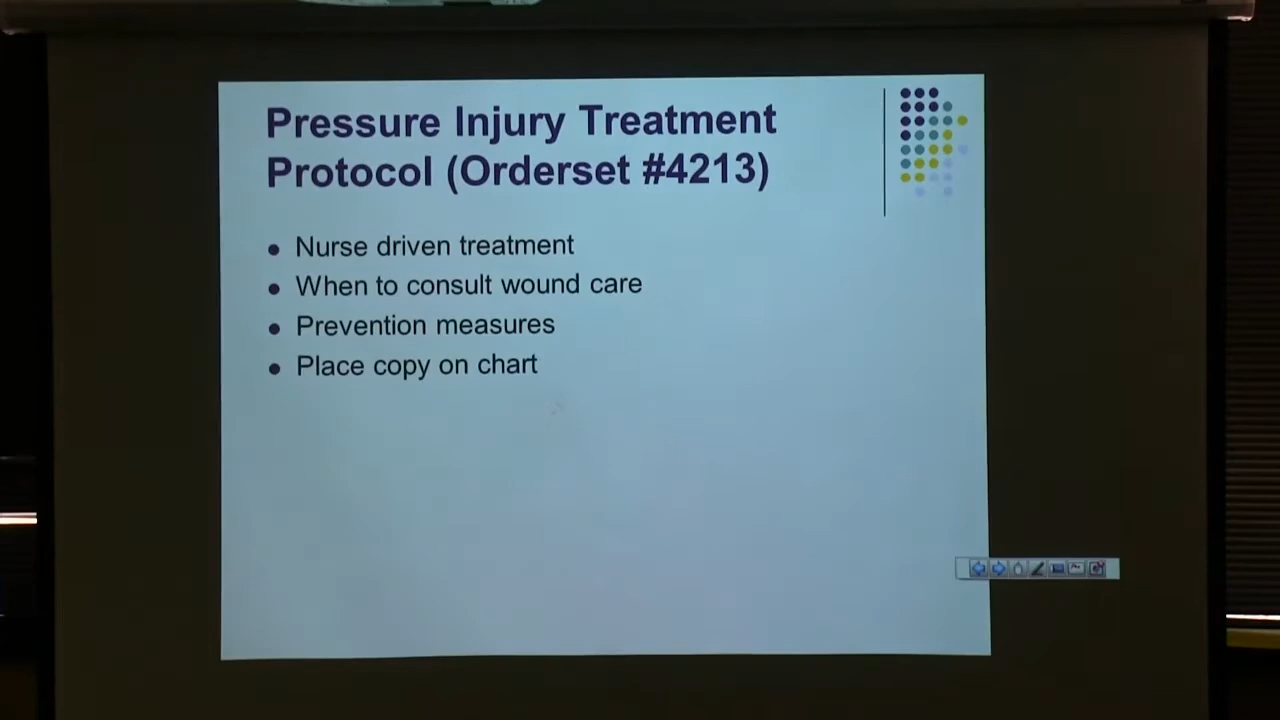 Pressure Injury Treatment
Protocol (Orderset #4213)
Nurse driven treatment
When to consult wound care
Prevention measures
Place copy on chart